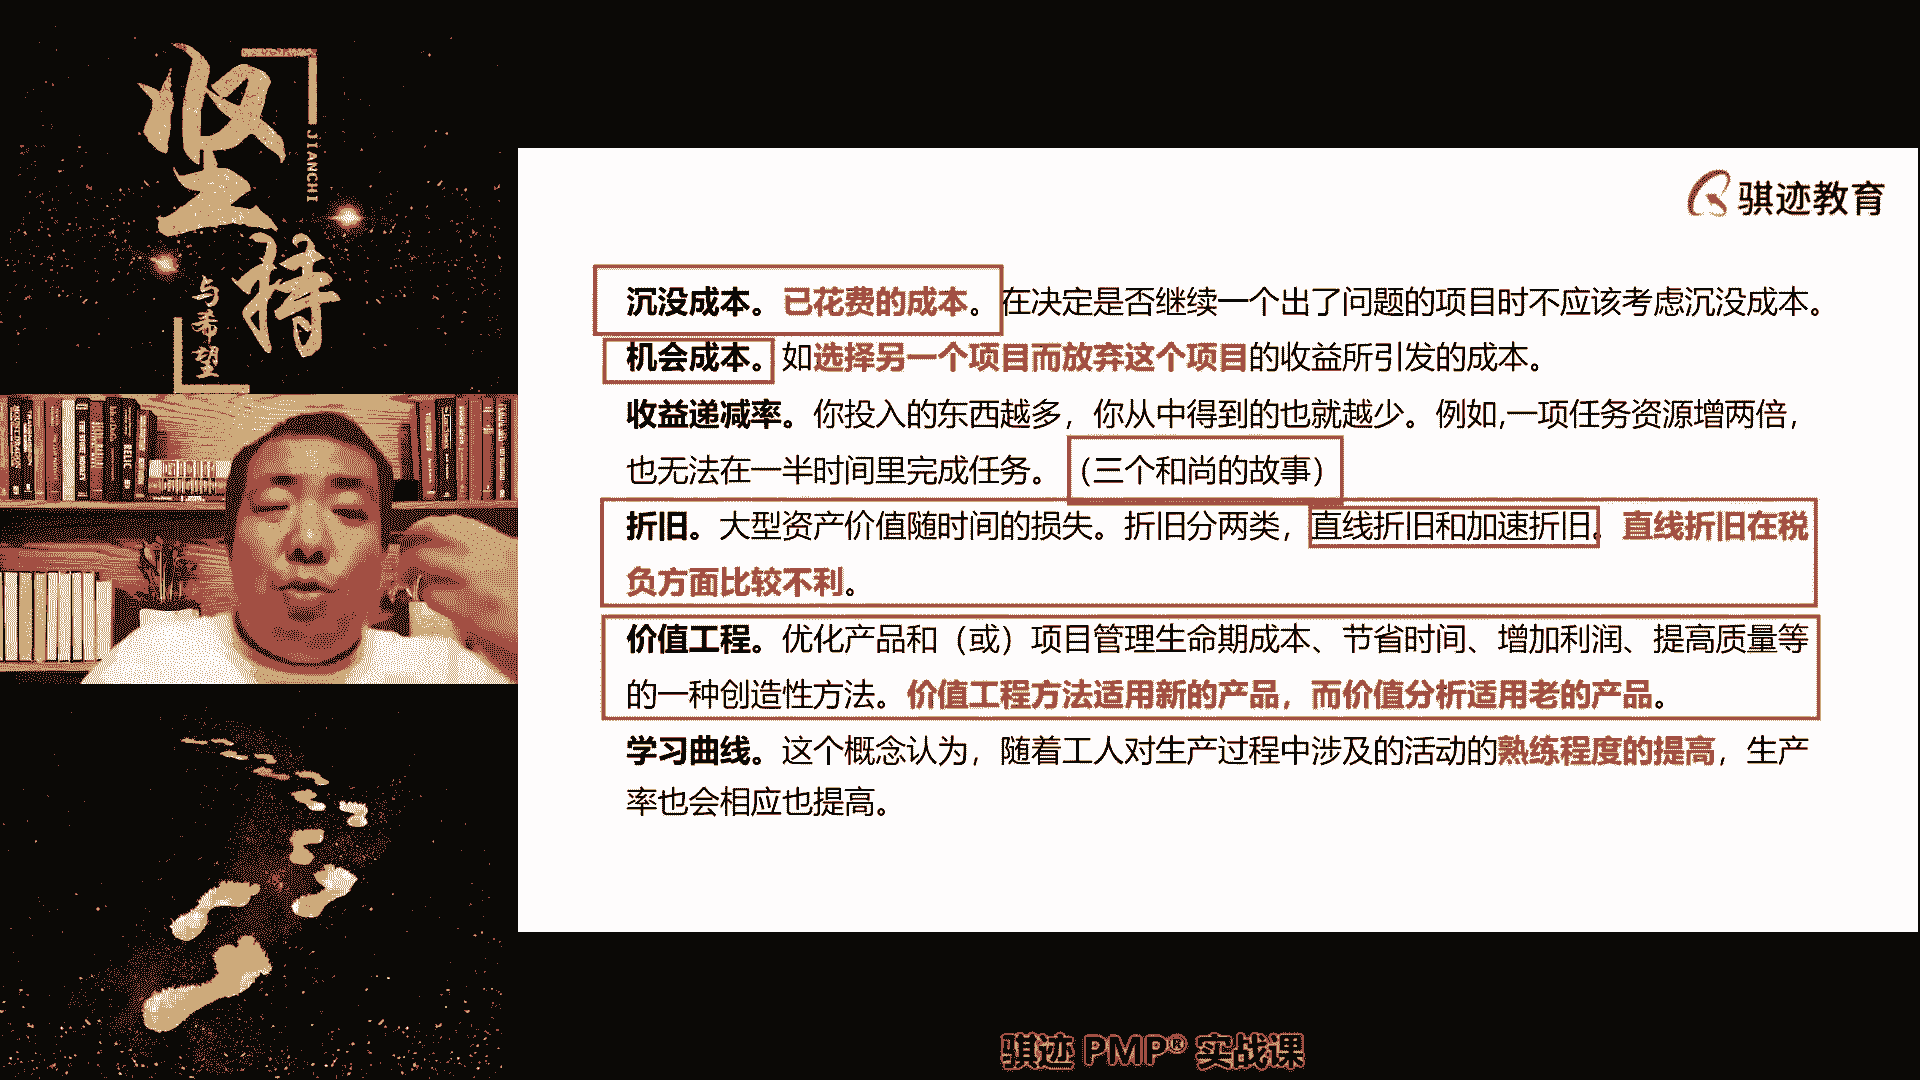 坚持
JIANCHI
与希望
骐迹教育
沉没成本。已花费的成本。在决定是否继续一个出了问题的项目时不应该考虑沉没成本。
机会成本。如选择另一个项目而放弃这个项目的收益所引发的成本。
收益递减率。你投入的东西越多，你从中得到的也就越少。例如,一项任务资源增两倍，
也无法在一半时间里完成任务。（三个和尚的故事）
折旧。大型资产价值随时间的损失。折旧分两类，直线折旧和加速折旧。直线折旧在税
负方面比较不利。
价值工程。优化产品和（或）项目管理生命期成本、节省时间、增加利润、提高质量等
的一种创造性方法。价值工程方法适用新的产品，而价值分析适用老的产品。
学习曲线。这个概念认为，随着工人对生产过程中涉及的活动的熟练程度的提高，生产
率也会相应也提高。
骐迹 PMP® 实战课